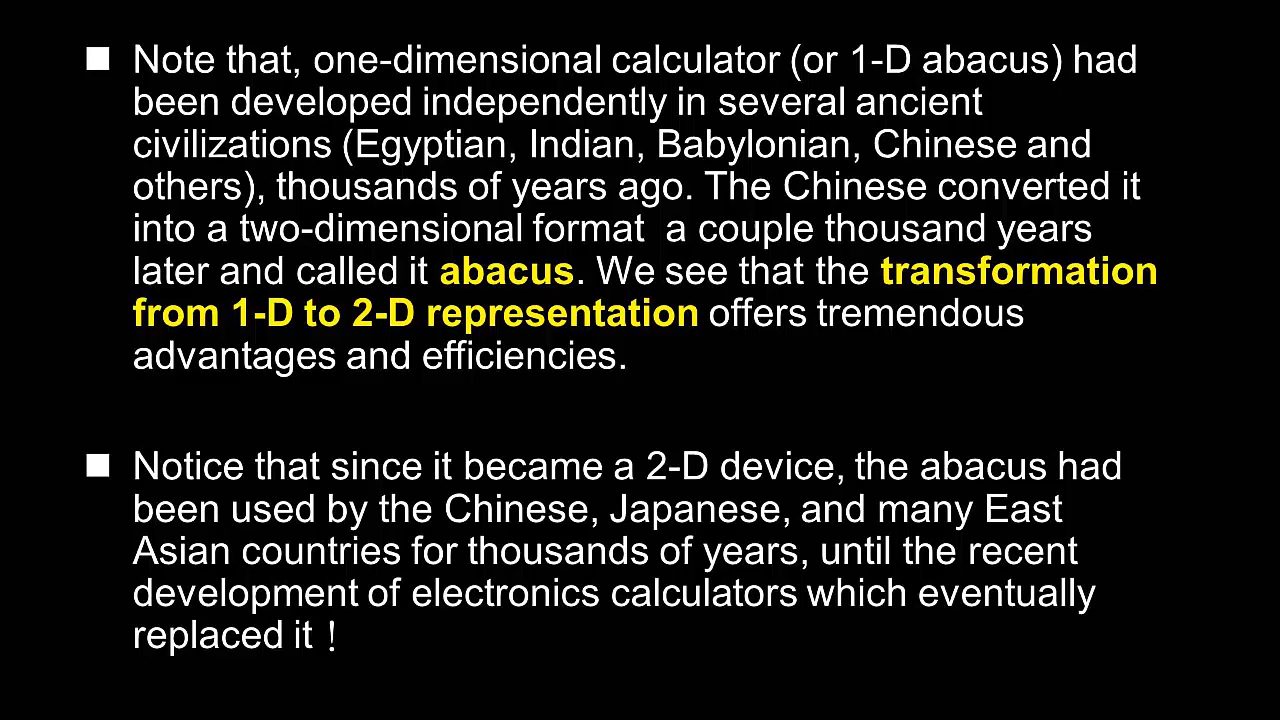 Note that, one-dimensional calculator (or 1-D abacus) had
been developed independently in several ancient
civilizations (Egyptian, Indian, Babylonian, Chinese and
others), thousands of years ago. The Chinese converted it
into a two-dimensional format  a couple thousand years
later and called it abacus. We see that the transformation
from 1-D to 2-D representation offers tremendous
advantages and efficiencies.
Notice that since it became a 2-D device, the abacus had
been used by the Chinese, Japanese, and many East
Asian countries for thousands of years, until the recent
development of electronics calculators which eventually
replaced it！